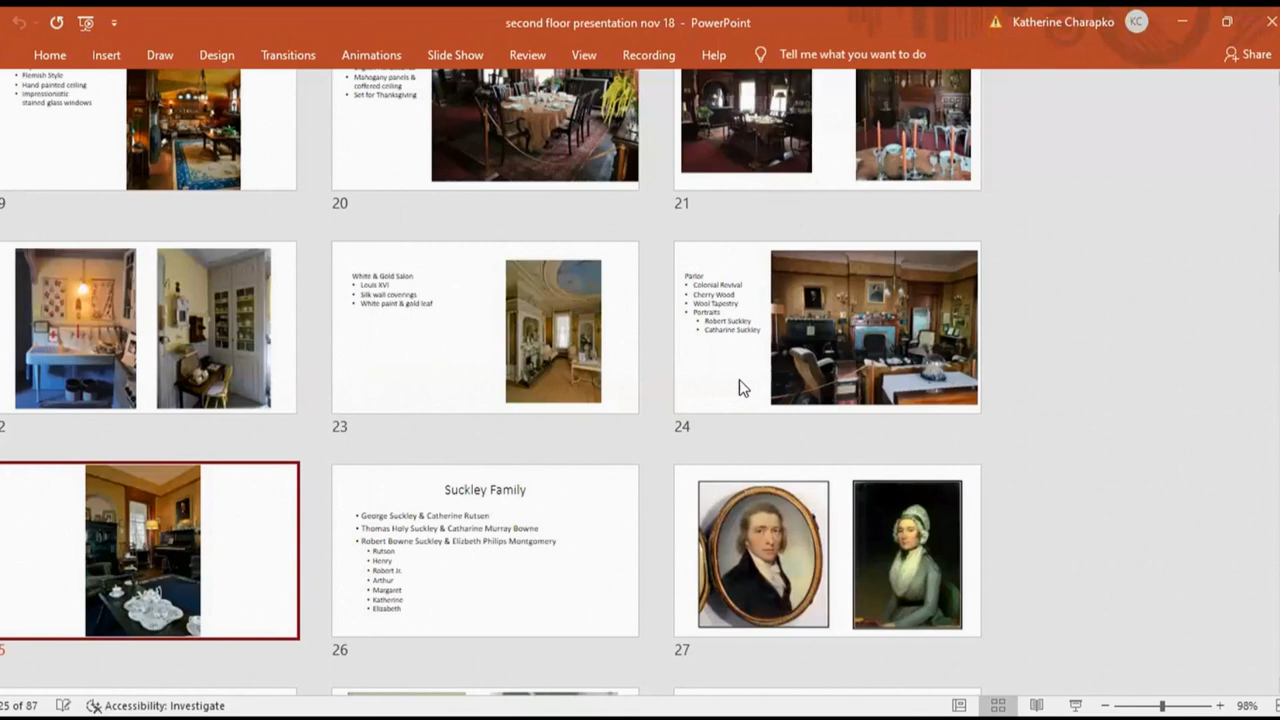 second floor presentation nov 18 - PowerPoint
Katherine Charapko
KC
Home
Insert
Draw
Design
Transitions
Animations
Slide Show
Review
View
Recording
Help
Tell me what you want to do
Share
• Flemish Style
• Hand painted ceiling
• Impressionistic
stained glass windows
• Mahogany panels &
coffered ceiling
• Set for Thanksgiving
9
20
21
White & Gold Salon
• Louis XVI
• Silk wall coverings
• White paint & gold leaf
Parlor
• Colonial Revival
• Cherry Wood
• Wool Tapestry
• Portraits
• Robert Suckley
• Catharine Suckley
2
23
24
Suckley Family
• George Suckley & Catherine Rutsen
• Thomas Holy Suckley & Catharine Murray Bowne
• Robert Bowne Suckley & Elizbeth Philips Montgomery
• Rutson
• Henry
• Robert Jr.
• Arthur
• Margaret
• Katherine
• Elizabeth
5
26
27
25 of 87
Accessibility: Investigate
98%